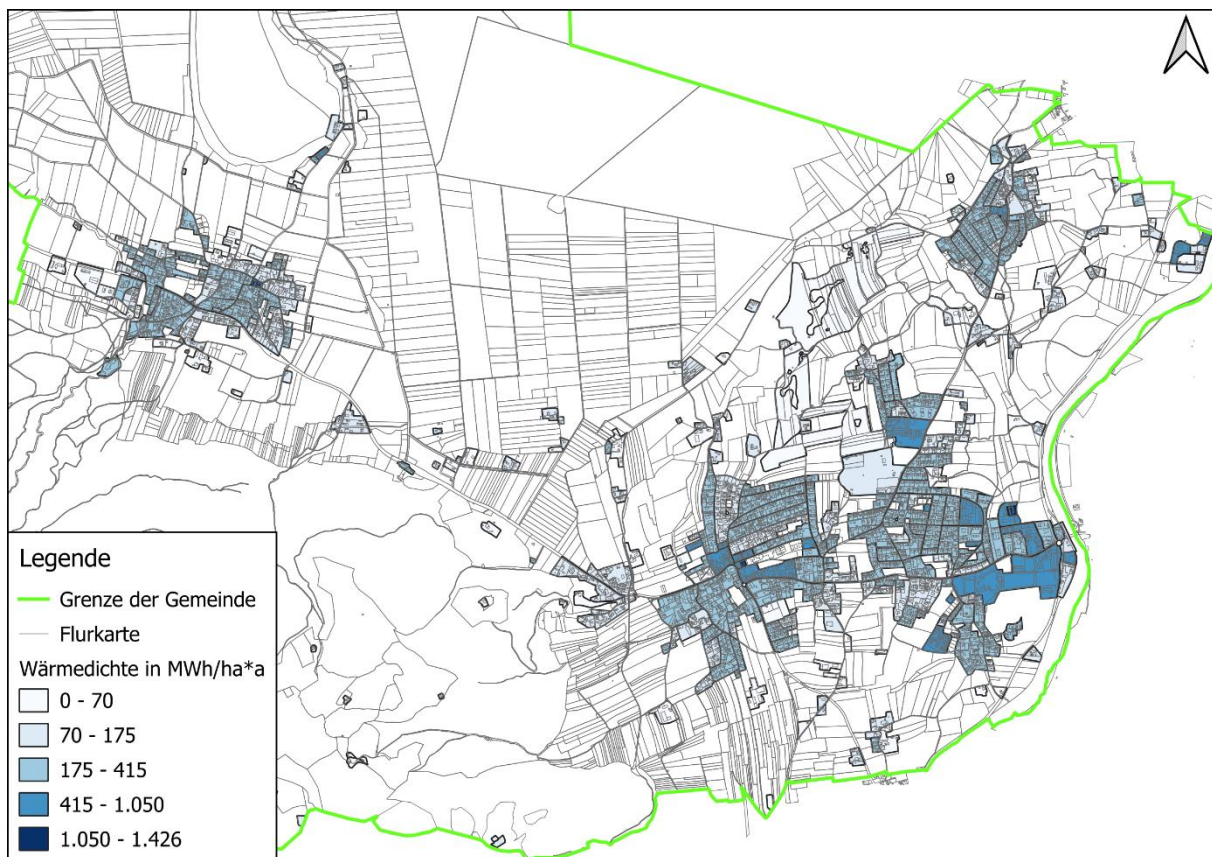 Legende
Grenze der Gemeinde
Flurkarte
Wärmedichte in MWh/ha*a
0 - 70
70 - 175
175 - 415
415 - 1.050
1.050 - 1.426